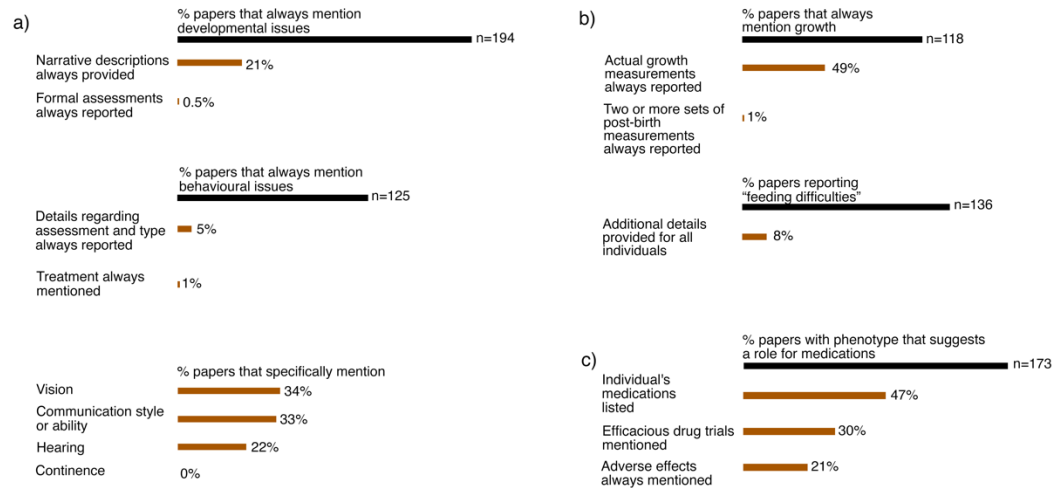 a)
% papers that always mention
developmental issues
n=194
Narrative descriptions
always provided
21%
Formal assessments
always reported
0.5%
% papers that always mention
behavioural issues
n=125
Details regarding
assessment and type
always reported
5%
Treatment always
mentioned
1%
% papers that specifically mention
Vision
34%
Communication style
or ability
33%
Hearing
22%
Continence
0%
b)
% papers that always
mention growth
n=118
Actual growth
measurements
always reported
49%
Two or more sets of
post-birth
measurements
always reported
1%
% papers reporting
“feeding difficulties”
n=136
Additional details
provided for all
individuals
8%
c)
% papers with phenotype that suggests
a role for medications
n=173
Individual's
medications
listed
47%
Efficacious drug trials
mentioned
30%
Adverse effects
always mentioned
21%